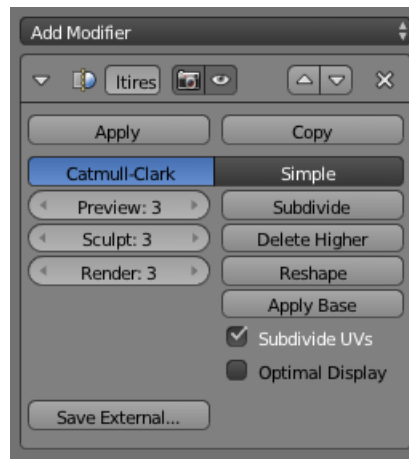 Add Modifier
ltires
Apply Copy
Catmull-Clark Simple
Preview: 3 Subdivide
Sculpt: 3 Delete Higher
Render: 3 Reshape
Apply Base
Subdivide UVs
Optimal Display
Save External...